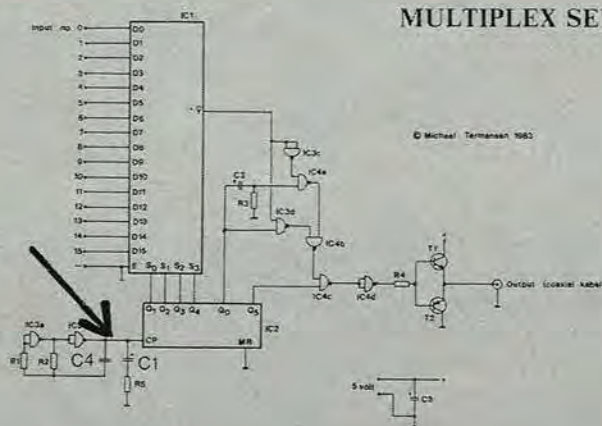 MULTIPLEX SE
IC1
Input no. 0 D0
1 D1
2 D2
3 D3
4 D4
5 D5
6 D6
7 D7
8 D8
9 D9
10 D10
11 D11
12 D12
13 D13
14 D14
15 D15
E S0 S1 S2 S3
© Michael Termansen 1983
IC3c
IC4a
C2
R3
IC3d
IC4b
IC4c
IC4d
R4
T1
T2
Output (coaxial kabel
Q1 Q2 Q3 Q4 Q0 Q5
CP
MR
IC2
IC3a
R1
R2
C4
C1
R5
5 volt
C3